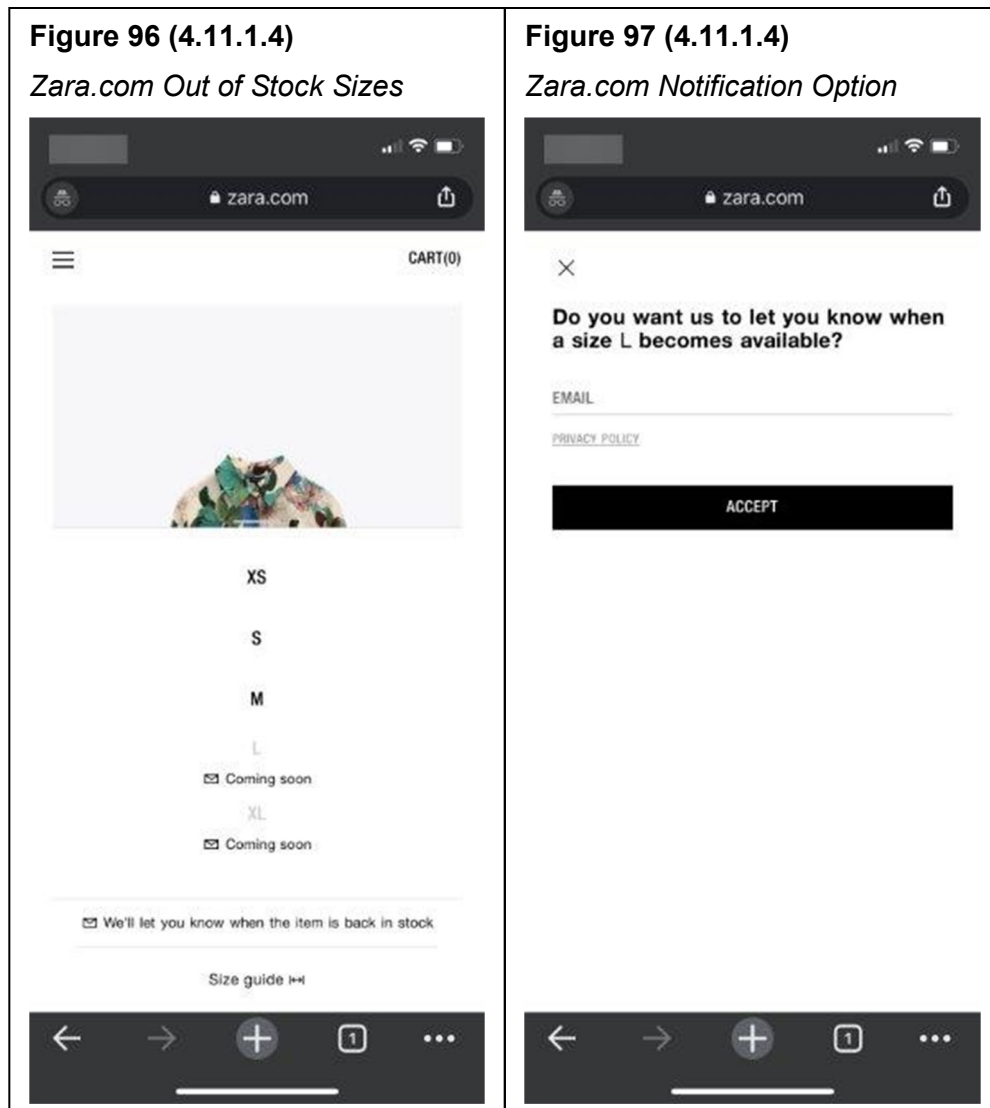 Figure 96 (4.11.1.4)
Zara.com Out of Stock Sizes
zara.com
CART(0)
XS
S
M
L
Coming soon
XL
Coming soon
We'll let you know when the item is back in stock
Size guide
1
Figure 97 (4.11.1.4)
Zara.com Notification Option
zara.com
Do you want us to let you know when
a size L becomes available?
EMAIL
PRIVACY POLICY
ACCEPT
1